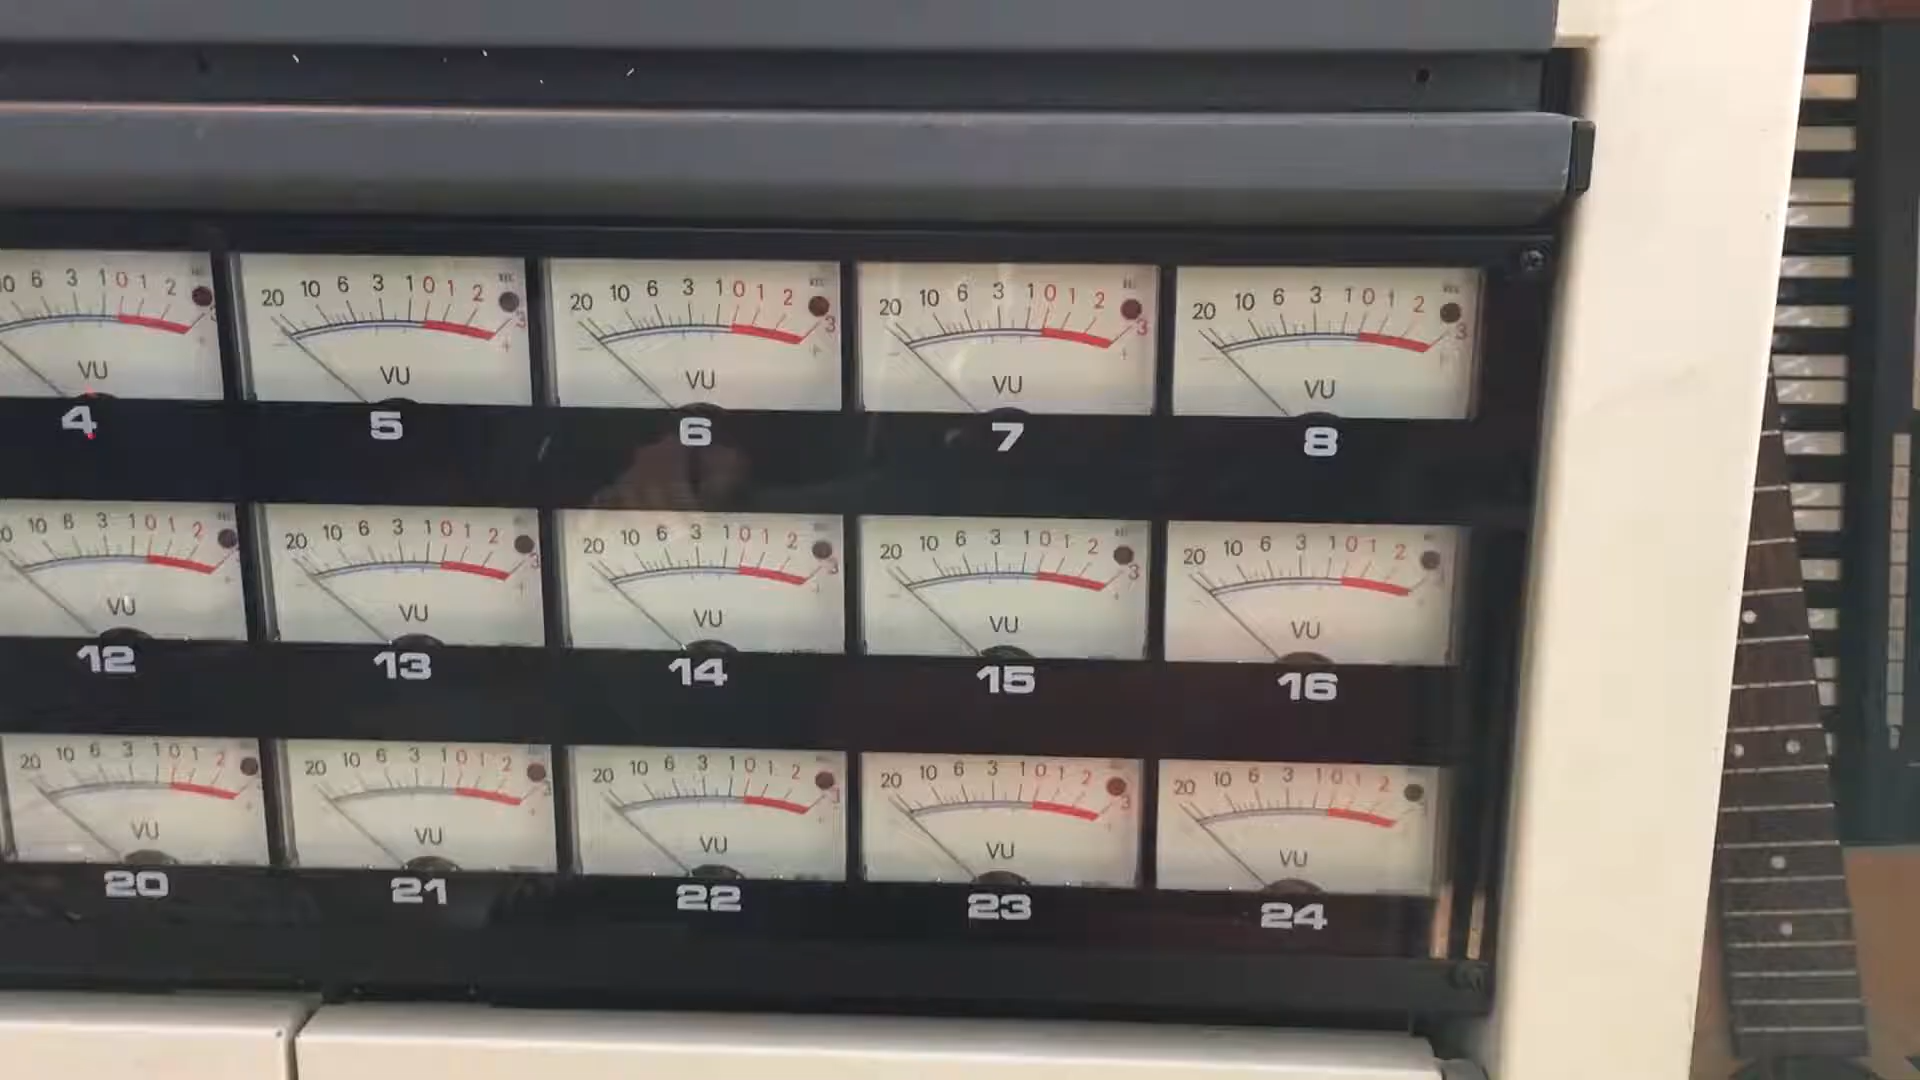 10 6 3 1 0 1 2 3
VU
4
20 10 6 3 1 0 1 2 3 +
REC
VU
5
20 10 6 3 1 0 1 2 3 +
VU
6
20 10 6 3 1 0 1 2 3 +
REC
VU
7
20 10 6 3 1 0 1 2 3 +
REC
VU
8
10 6 3 1 0 1 2 +
VU
12
20 10 6 3 1 0 1 2 3 +
VU
13
20 10 6 3 1 0 1 2 3 +
VU
14
20 10 6 3 1 0 1 2 3 +
VU
15
20 10 6 3 1 0 1 2 3
VU
16
20 10 6 3 1 0 1 2 +
VU
20
20 10 6 3 1 0 1 2 3 +
VU
21
20 10 6 3 1 0 1 2 3 +
VU
22
20 10 6 3 1 0 1 2 3 +
VU
23
20 10 6 3 1 0 1 2
VU
24